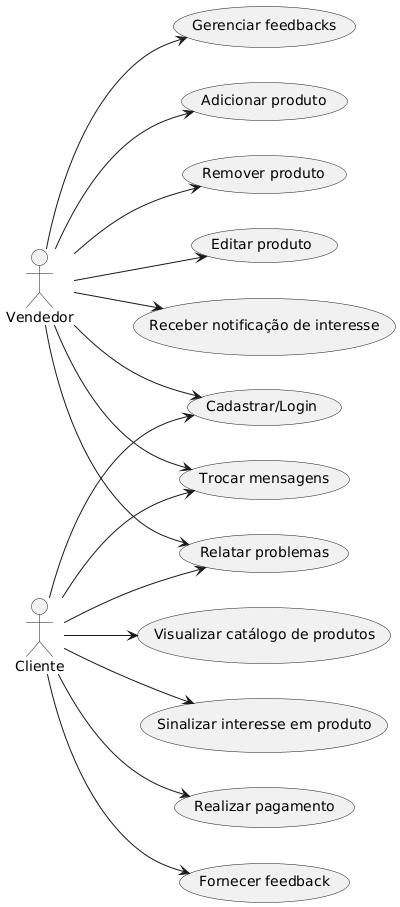 Gerenciar feedbacks
Adicionar produto
Remover produto
Editar produto
Vendedor
Receber notificação de interesse
Cadastrar/Login
Trocar mensagens
Relatar problemas
Visualizar catálogo de produtos
Cliente
Sinalizar interesse em produto
Realizar pagamento
Fornecer feedback